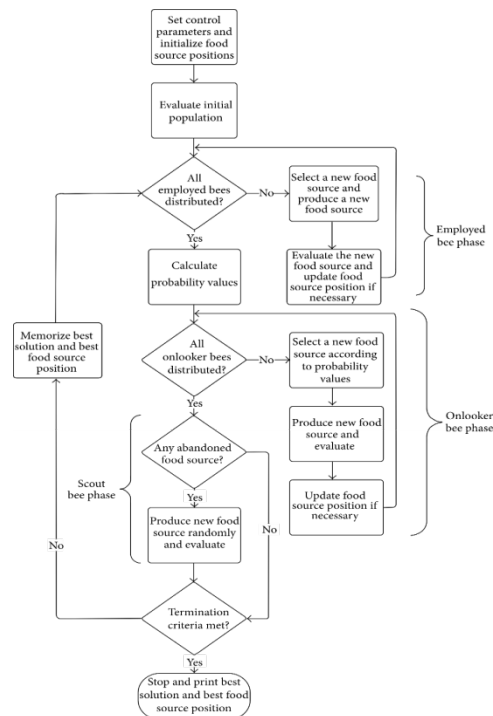 Set control
parameters and
initialize food
source positions
Evaluate initial
population
All
employed bees
distributed?
No
Select a new food
source and
produce a new
food source
Employed
bee phase
Yes
Evaluate the new
food source and
update food
source position if
necessary
Calculate
probability values
Memorize best
solution and best
food source
position
All
onlooker bees
distributed?
No
Select a new food
source according
to probability
values
Yes
Onlooker
bee phase
Produce new food
source and
evaluate
Any abandoned
food source?
Scout
bee phase
Yes
Update food
source position if
necessary
Produce new food
source randomly
and evaluate
No
No
Termination
criteria met?
Yes
Stop and print best
solution and best food
source position